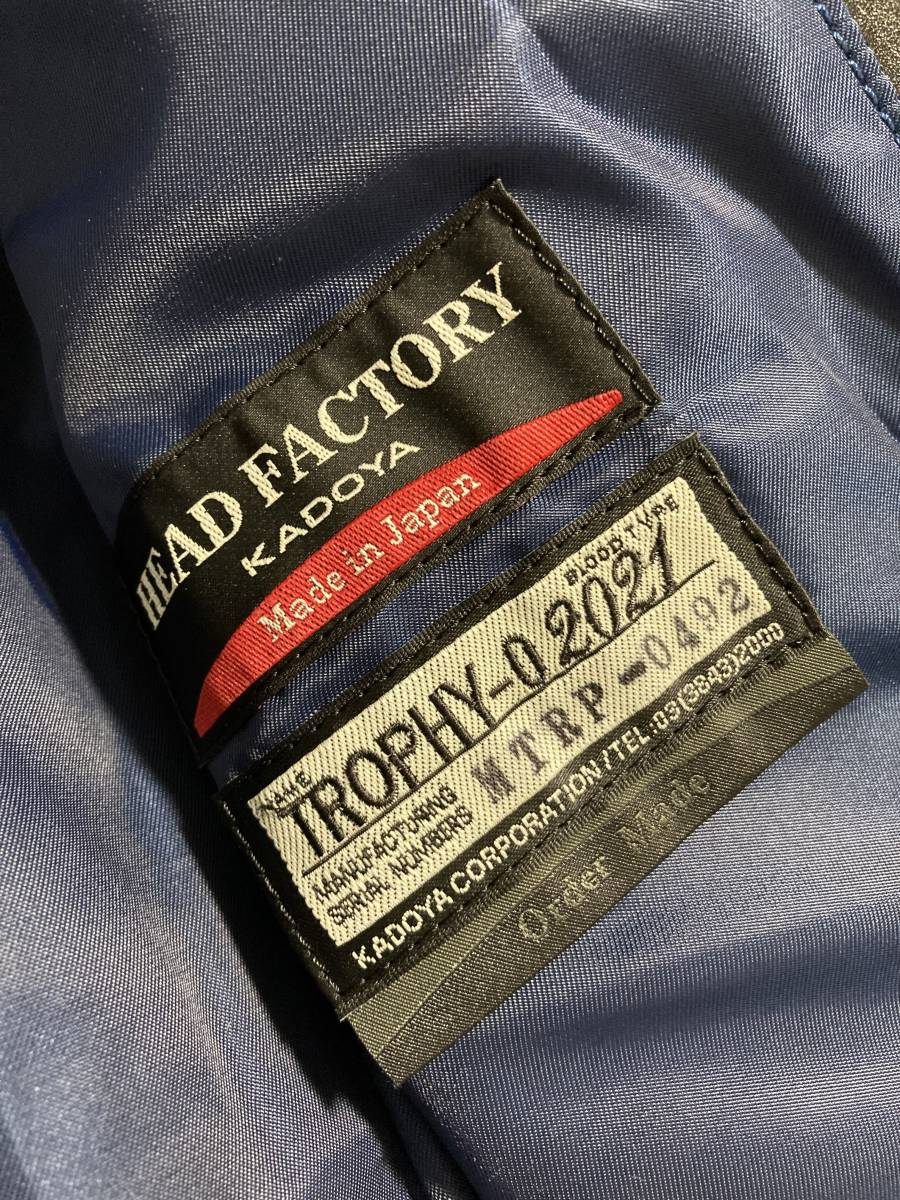 HEAD FACTORY
KADOYA
Made in Japan
NAME
BLOOD TYPE
TROPHY-0 2021
MANUFACTURING
SERIAL NUMBERS
MTRP-0492
KADOYA CORPORATION/TEL.03(3843)2000
Order Made